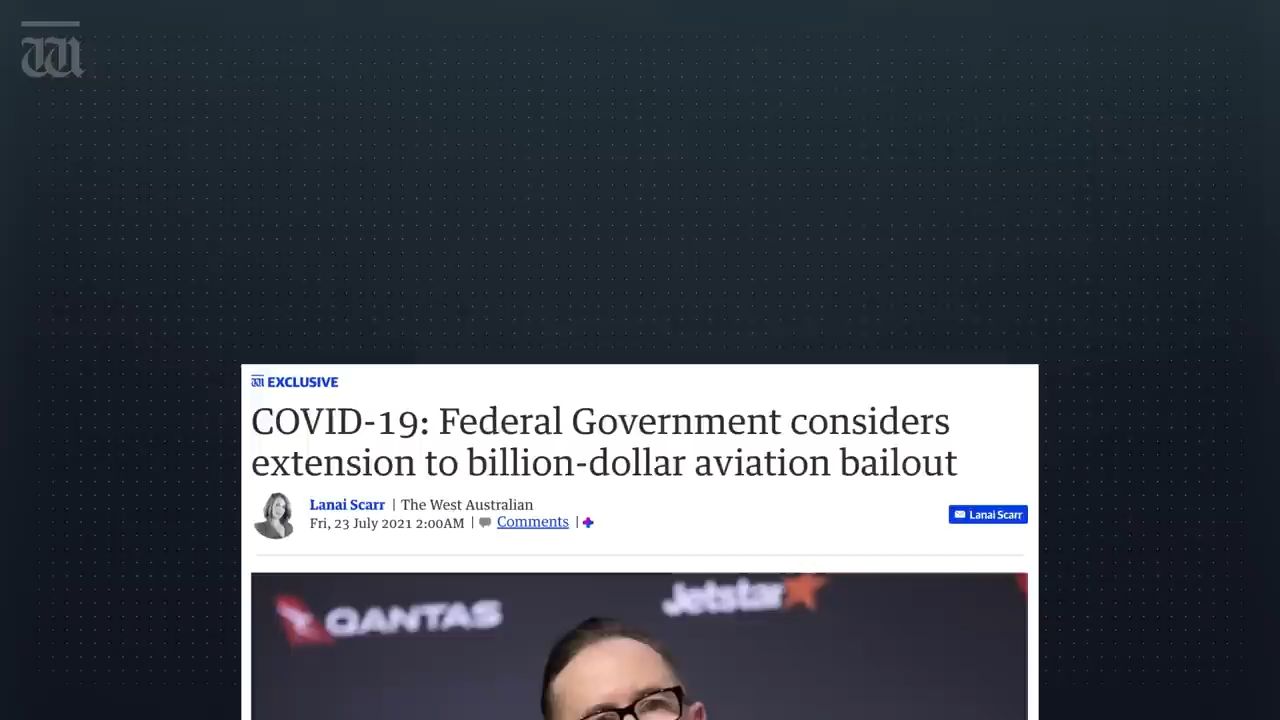 W
W EXCLUSIVE
COVID-19: Federal Government considers
extension to billion-dollar aviation bailout
Lanai Scarr | The West Australian
Fri, 23 July 2021 2:00AM | Comments |
Lanai Scarr
QANTAS
Jetstar